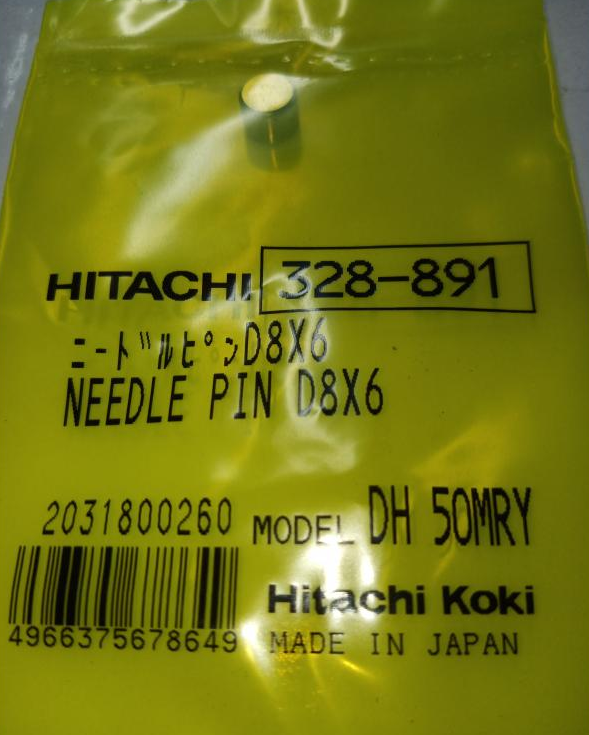 HITACHI 328-891
ニードルピンD8X6
NEEDLE PIN D8X6
2031800260 MODEL DH 50MRY
Hitachi Koki
4966375678649 MADE IN JAPAN